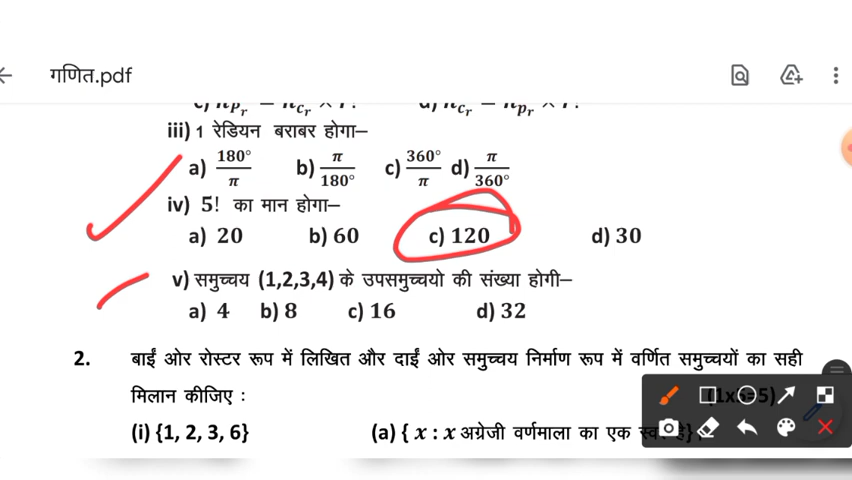 गणित.pdf
iii) 1 रेडियन बराबर होगा–
a) 180°/π b) π/180° c) 360°/π d) π/360°
iv) 5! का मान होगा–
a) 20 b) 60 c) 120 d) 30
v) समुच्चय (1,2,3,4) के उपसमुच्चयो की संख्या होगी–
a) 4 b) 8 c) 16 d) 32
2. बाईं ओर रोस्टर रूप में लिखित और दाईं ओर समुच्चय निर्माण रूप में वर्णित समुच्चयों का सही
मिलान कीजिए :
(i) {1, 2, 3, 6} (a) { x : x अंग्रेजी वर्णमाला का एक